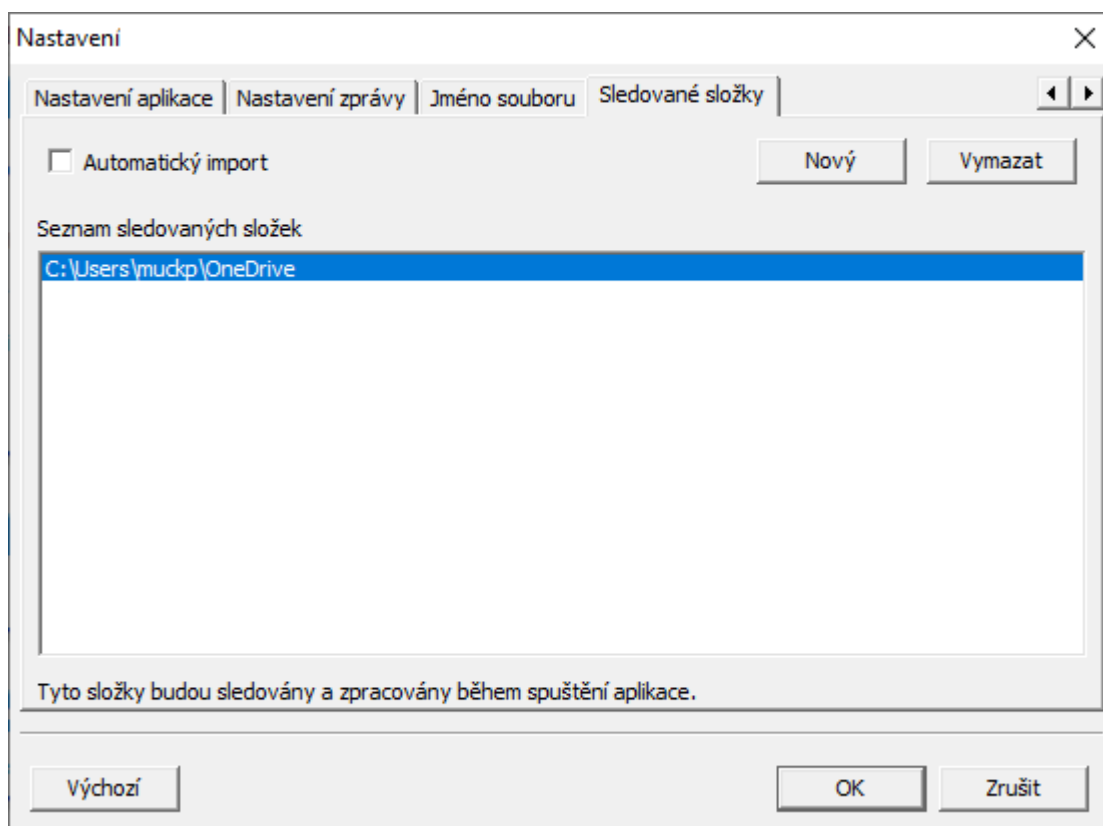 Nastavení
Nastavení aplikace Nastavení zprávy Jméno souboru Sledované složky
Automatický import Nový Vymazat
Seznam sledovaných složek
C:\Users\muckp\OneDrive
Tyto složky budou sledovány a zpracovány během spuštění aplikace.
Výchozí OK Zrušit